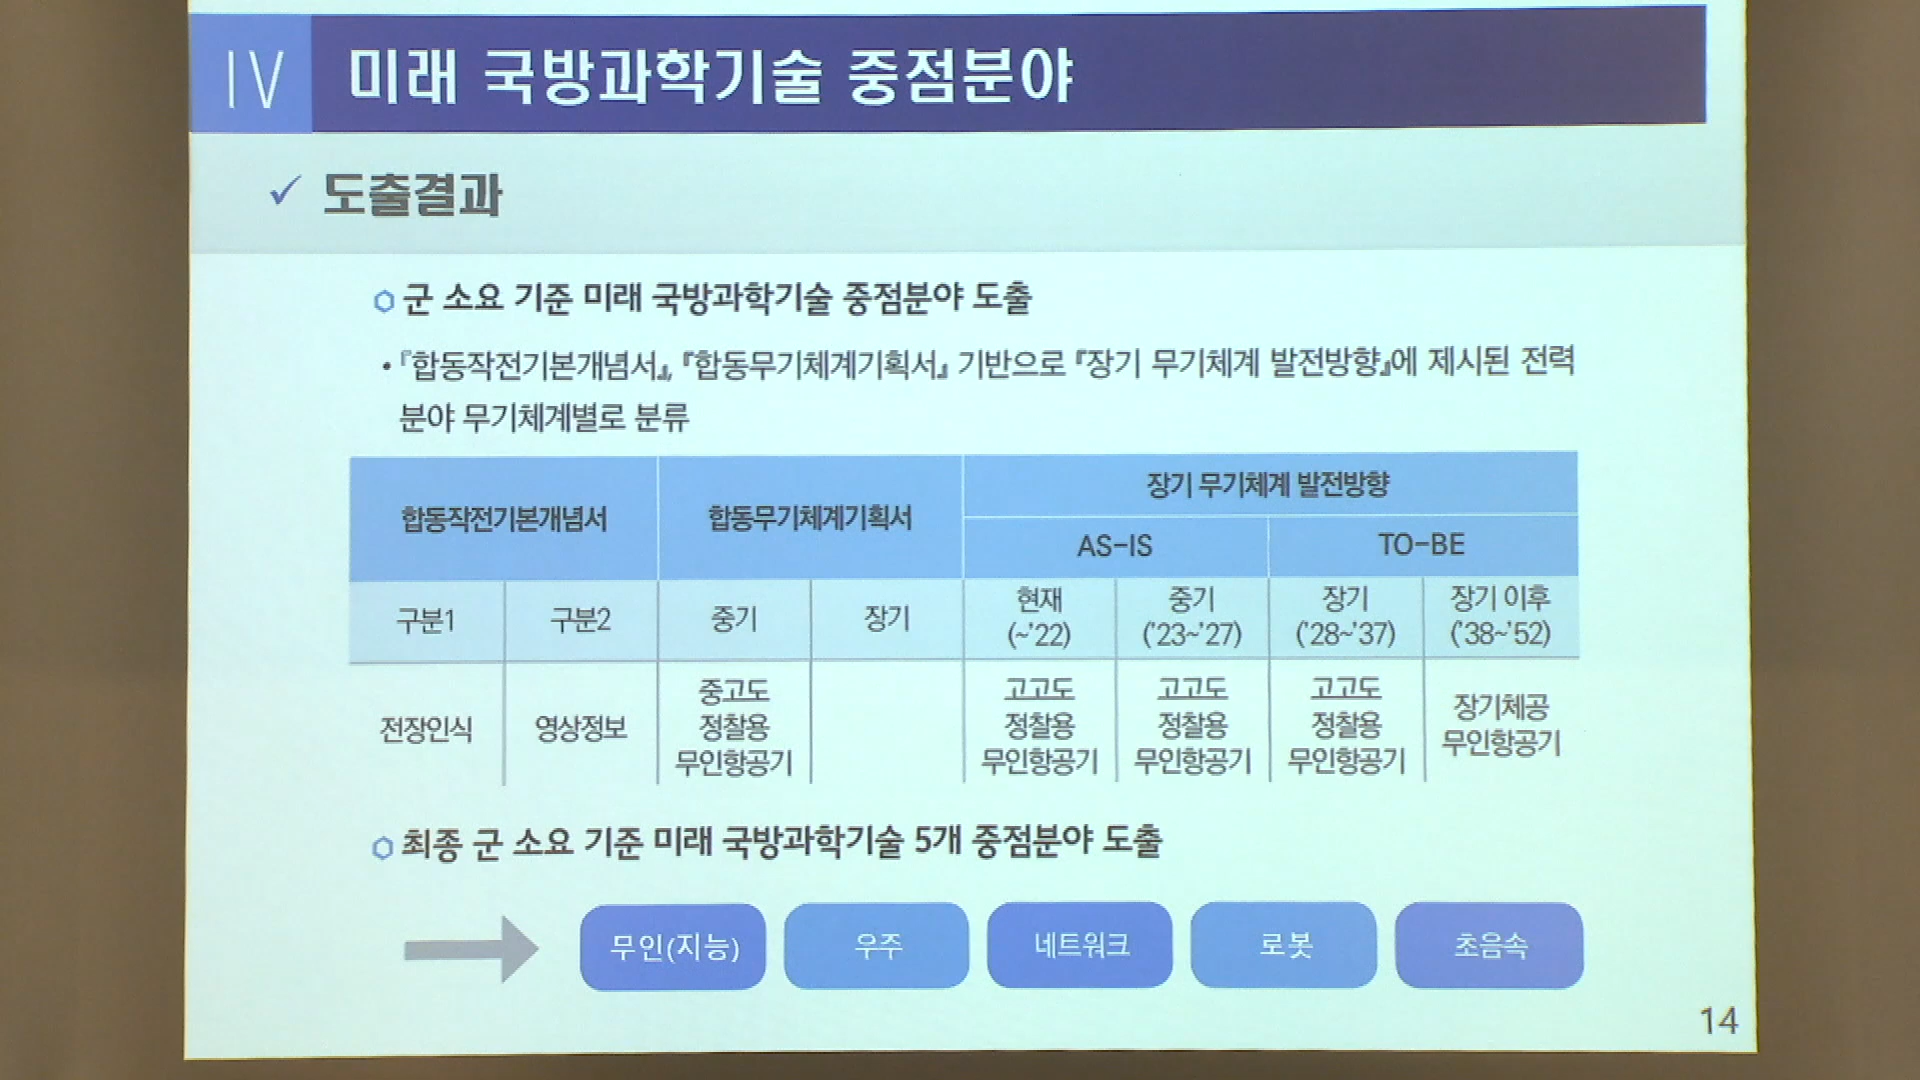 IV 미래 국방과학기술 중점분야
✓ 도출결과
군 소요 기준 미래 국방과학기술 중점분야 도출
• 『합동작전기본개념서』, 『합동무기체계기획서』 기반으로 『장기 무기체계 발전방향』에 제시된 전력
분야 무기체계별로 분류
합동작전기본개념서 합동무기체계기획서 장기 무기체계 발전방향
AS-IS TO-BE
구분1 구분2 중기 장기 현재 중기 장기 장기 이후
(~'22) ('23~'27) ('28~'37) ('38~'52)
전장인식 영상정보 중고도 고고도 고고도 고고도 장기체공
정찰용 정찰용 정찰용 정찰용 무인항공기
무인항공기 무인항공기 무인항공기 무인항공기
최종 군 소요 기준 미래 국방과학기술 5개 중점분야 도출
무인(지능) 우주 네트워크 로봇 초음속
14